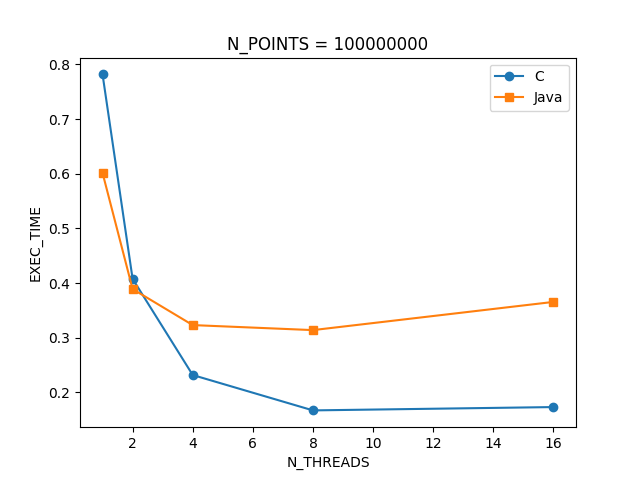 N_POINTS = 100000000
C
Java
EXEC_TIME
0.8
0.7
0.6
0.5
0.4
0.3
0.2
2 4 6 8 10 12 14 16
N_THREADS